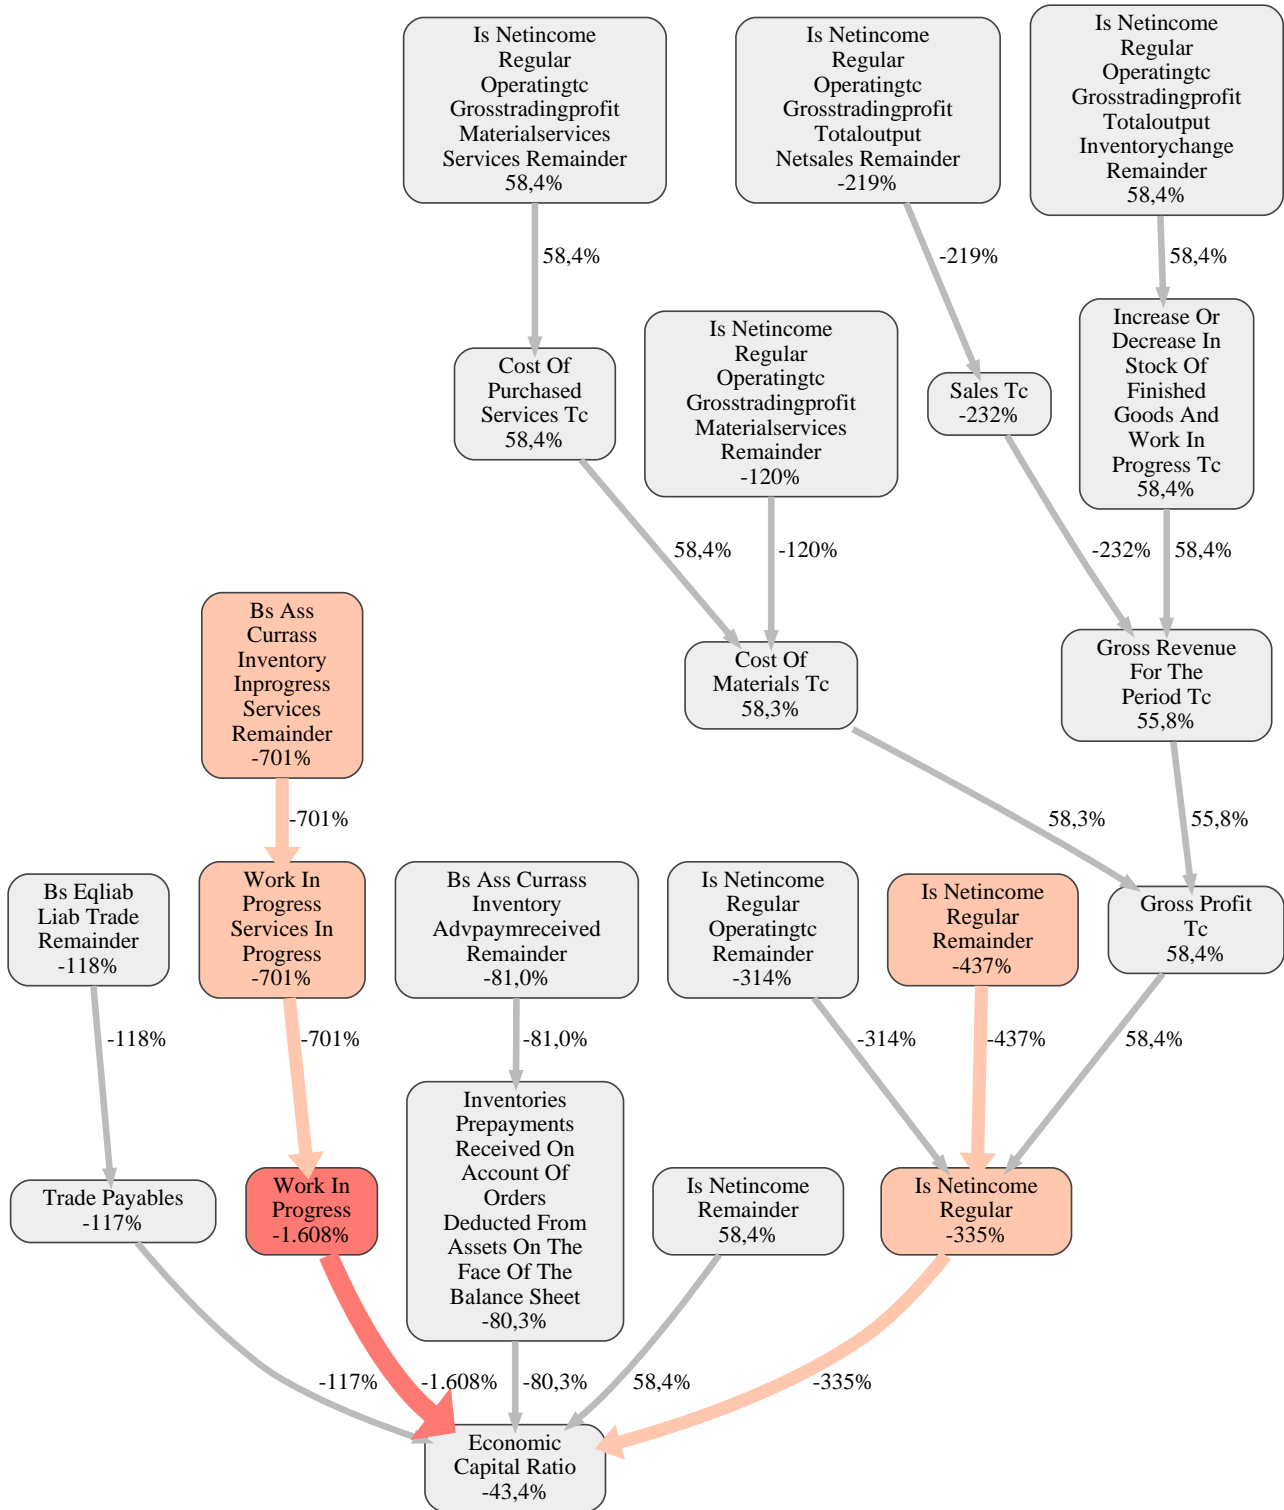 Is Netincome
Regular
Operatingtc
Grosstradingprofit
Materialservices
Services Remainder
58,4%
Is Netincome
Regular
Operatingtc
Grosstradingprofit
Totaloutput
Netsales Remainder
-219%
Is Netincome
Regular
Operatingtc
Grosstradingprofit
Totaloutput
Inventorychange
Remainder
58,4%
58,4%
-219%
58,4%
Cost Of
Purchased
Services Tc
58,4%
Is Netincome
Regular
Operatingtc
Grosstradingprofit
Materialservices
Remainder
-120%
Sales Tc
-232%
Increase Or
Decrease In
Stock Of
Finished
Goods And
Work In
Progress Tc
58,4%
58,4%
-120%
-232%
58,4%
Bs Ass
Currass
Inventory
Inprogress
Services
Remainder
-701%
Cost Of
Materials Tc
58,3%
Gross Revenue
For The
Period Tc
55,8%
-701%
58,3%
55,8%
Bs Eqliab
Liab Trade
Remainder
-118%
Work In
Progress
Services In
Progress
-701%
Bs Ass Currass
Inventory
Advpaymreceived
Remainder
-81,0%
Is Netincome
Regular
Operatingtc
Remainder
-314%
Is Netincome
Regular
Remainder
-437%
Gross Profit
Tc
58,4%
-118%
-701%
-81,0%
-314%
-437%
58,4%
Trade Payables
-117%
Work In
Progress
-1.608%
Inventories
Prepayments
Received On
Account Of
Orders
Deducted From
Assets On The
Face Of The
Balance Sheet
-80,3%
Is Netincome
Remainder
58,4%
Is Netincome
Regular
-335%
-117%
-1.608%
-80,3%
58,4%
-335%
Economic
Capital Ratio
-43,4%